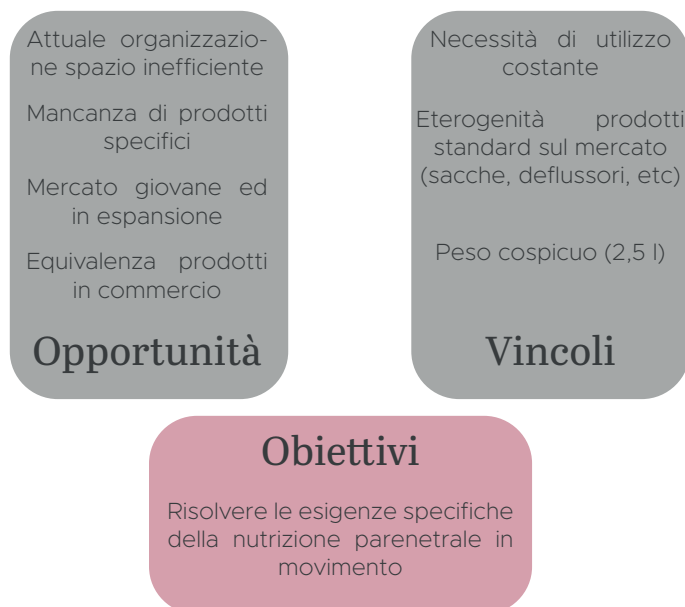 Attuale organizzazio-
ne spazio inefficiente
Mancanza di prodotti
specifici
Mercato giovane ed
in espansione
Equivalenza prodotti
in commercio
Opportunità
Necessità di utilizzo
costante
Eterogenità prodotti
standard sul mercato
(sacche, deflussori, etc)
Peso cospicuo (2,5 l)
Vincoli
Obiettivi
Risolvere le esigenze specifiche
della nutrizione parenetrale in
movimento